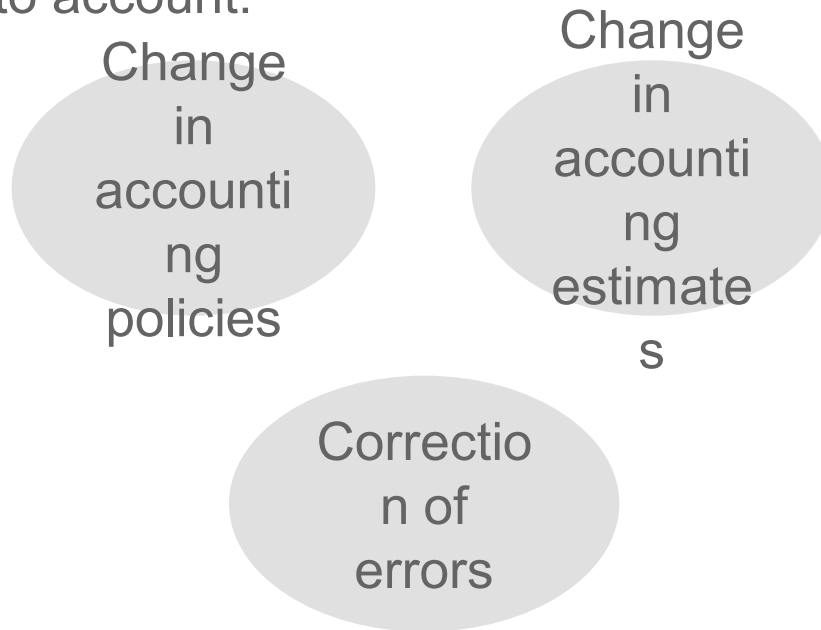 to account:
Change
in
accounti
ng
policies
Change
in
accounti
ng
estimate
s
Correctio
n of
errors